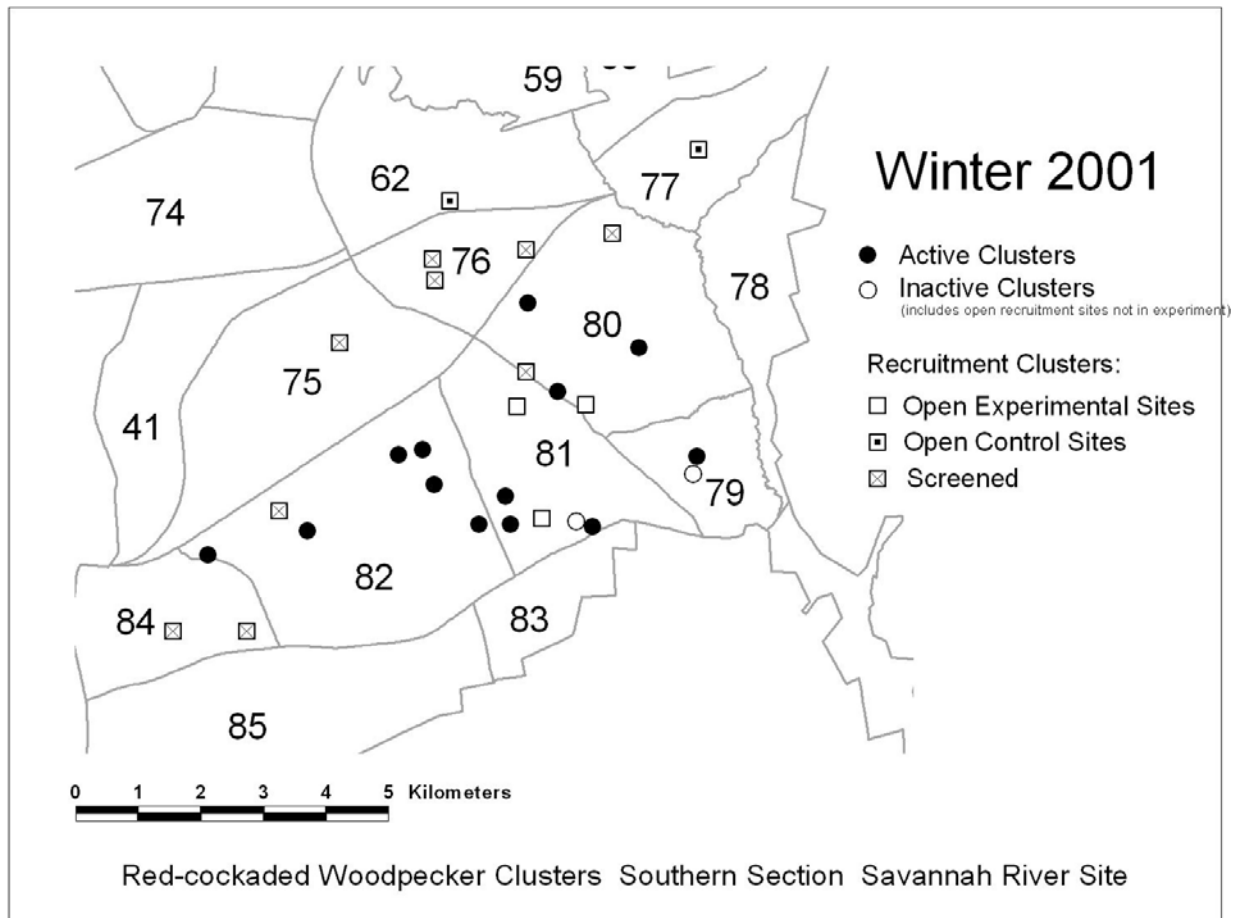 59
62
77
Winter 2001
74
76
78
Active Clusters
Inactive Clusters
(includes open recruitment sites not in experiment)
80
75
Recruitment Clusters:
41
Open Experimental Sites
Open Control Sites
81
Screened
79
82
84
83
85
0 1 2 3 4 5 Kilometers
Red-cockaded Woodpecker Clusters Southern Section Savannah River Site